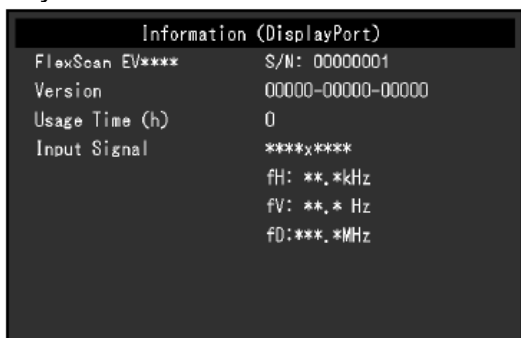 Information (DisplayPort)
FlexScan EV**** S/N: 00000001
Version 00000-00000-00000
Usage Time (h) 0
Input Signal ****x****
fH: **.*kHz
fV: **.* Hz
fD:***.*MHz